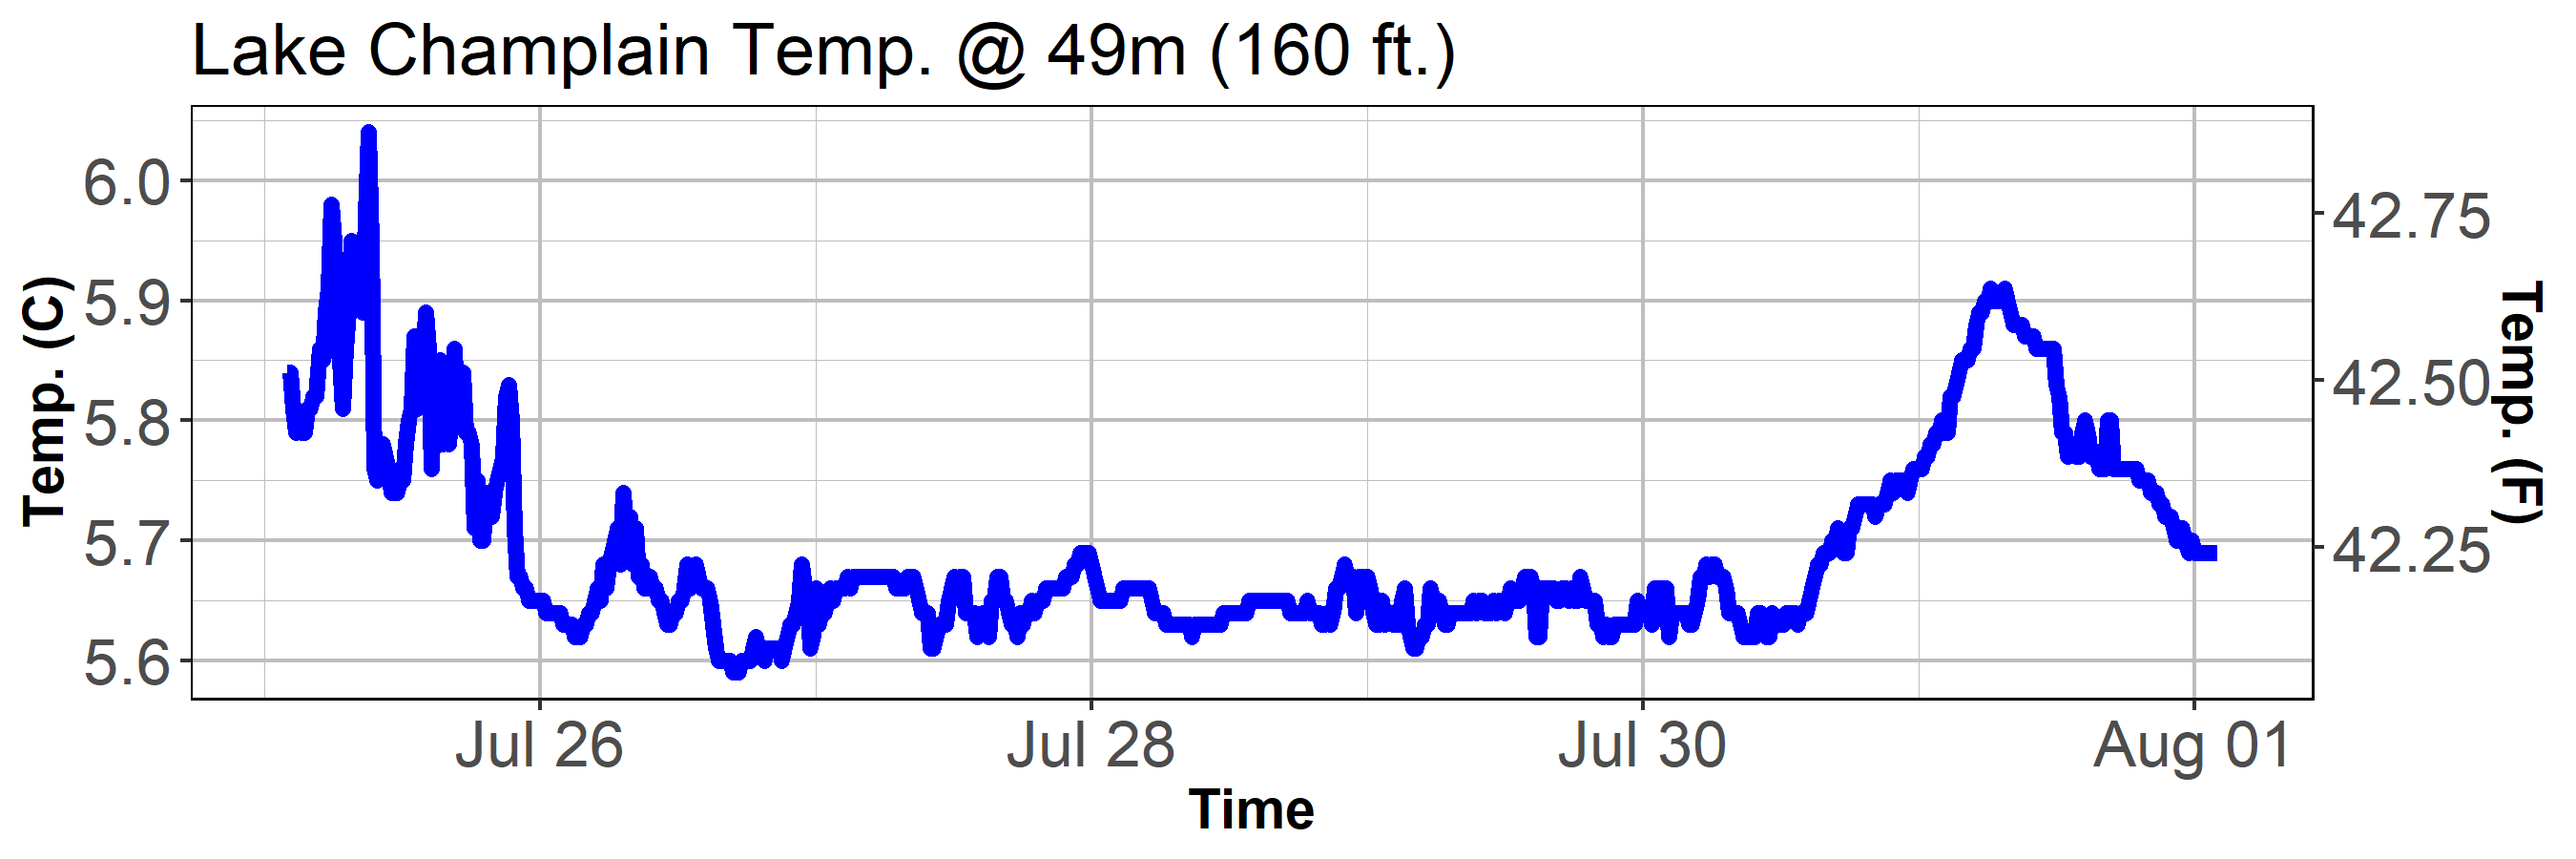 Lake Champlain Temp. @ 49m (160 ft.)
Temp. (C)
6.0
5.9
5.8
5.7
5.6
42.75
42.50
42.25
Temp. (F)
Jul 26
Jul 28
Jul 30
Aug 01
Time